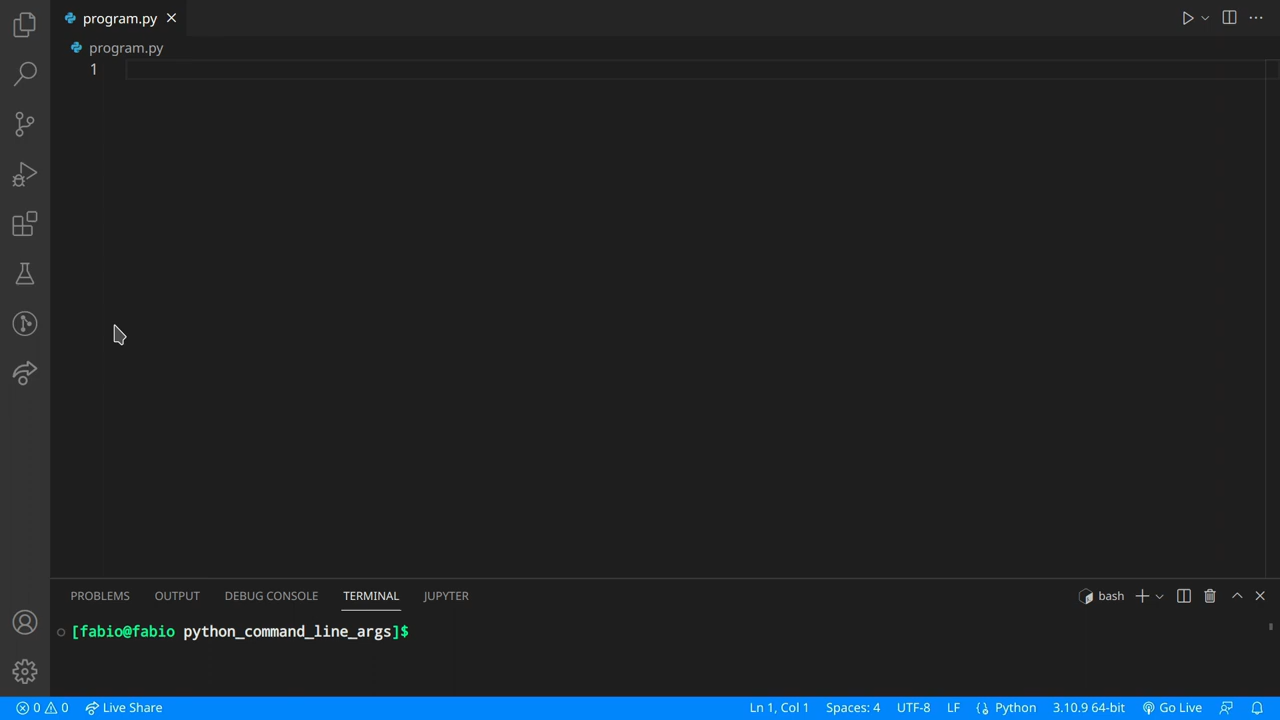 program.py
program.py
1
PROBLEMS OUTPUT DEBUG CONSOLE TERMINAL JUPYTER bash
[fabio@fabio python_command_line_args]$
0 0 Live Share Ln 1, Col 1 Spaces: 4 UTF-8 LF Python 3.10.9 64-bit Go Live